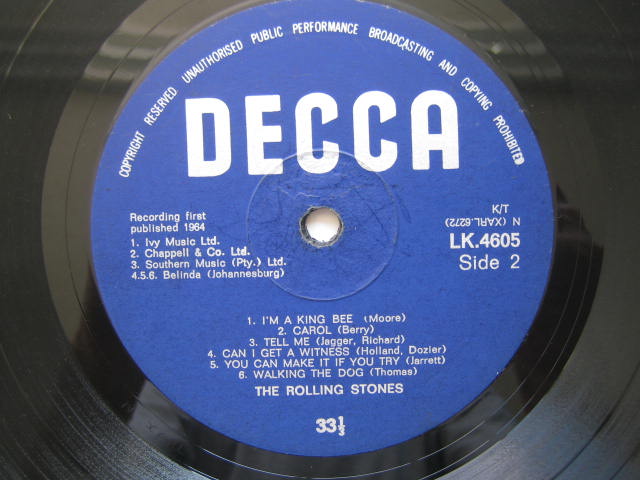 COPYRIGHT RESERVED UNAUTHORISED PUBLIC PERFORMANCE BROADCASTING AND COPYING PROHIBITED
DECCA
Recording first
published 1964
1. Ivy Music Ltd.
2. Chappell & Co. Ltd.
3. Southern Music (Pty.) Ltd.
4.5.6. Belinda (Johannesburg)
K/T
N (XARL.6272)
LK.4605
Side 2
1. I'M A KING BEE (Moore)
2. CAROL (Berry)
3. TELL ME (Jagger, Richard)
4. CAN I GET A WITNESS (Holland, Dozier)
5. YOU CAN MAKE IT IF YOU TRY (Jarrett)
6. WALKING THE DOG (Thomas)
THE ROLLING STONES
33⅓